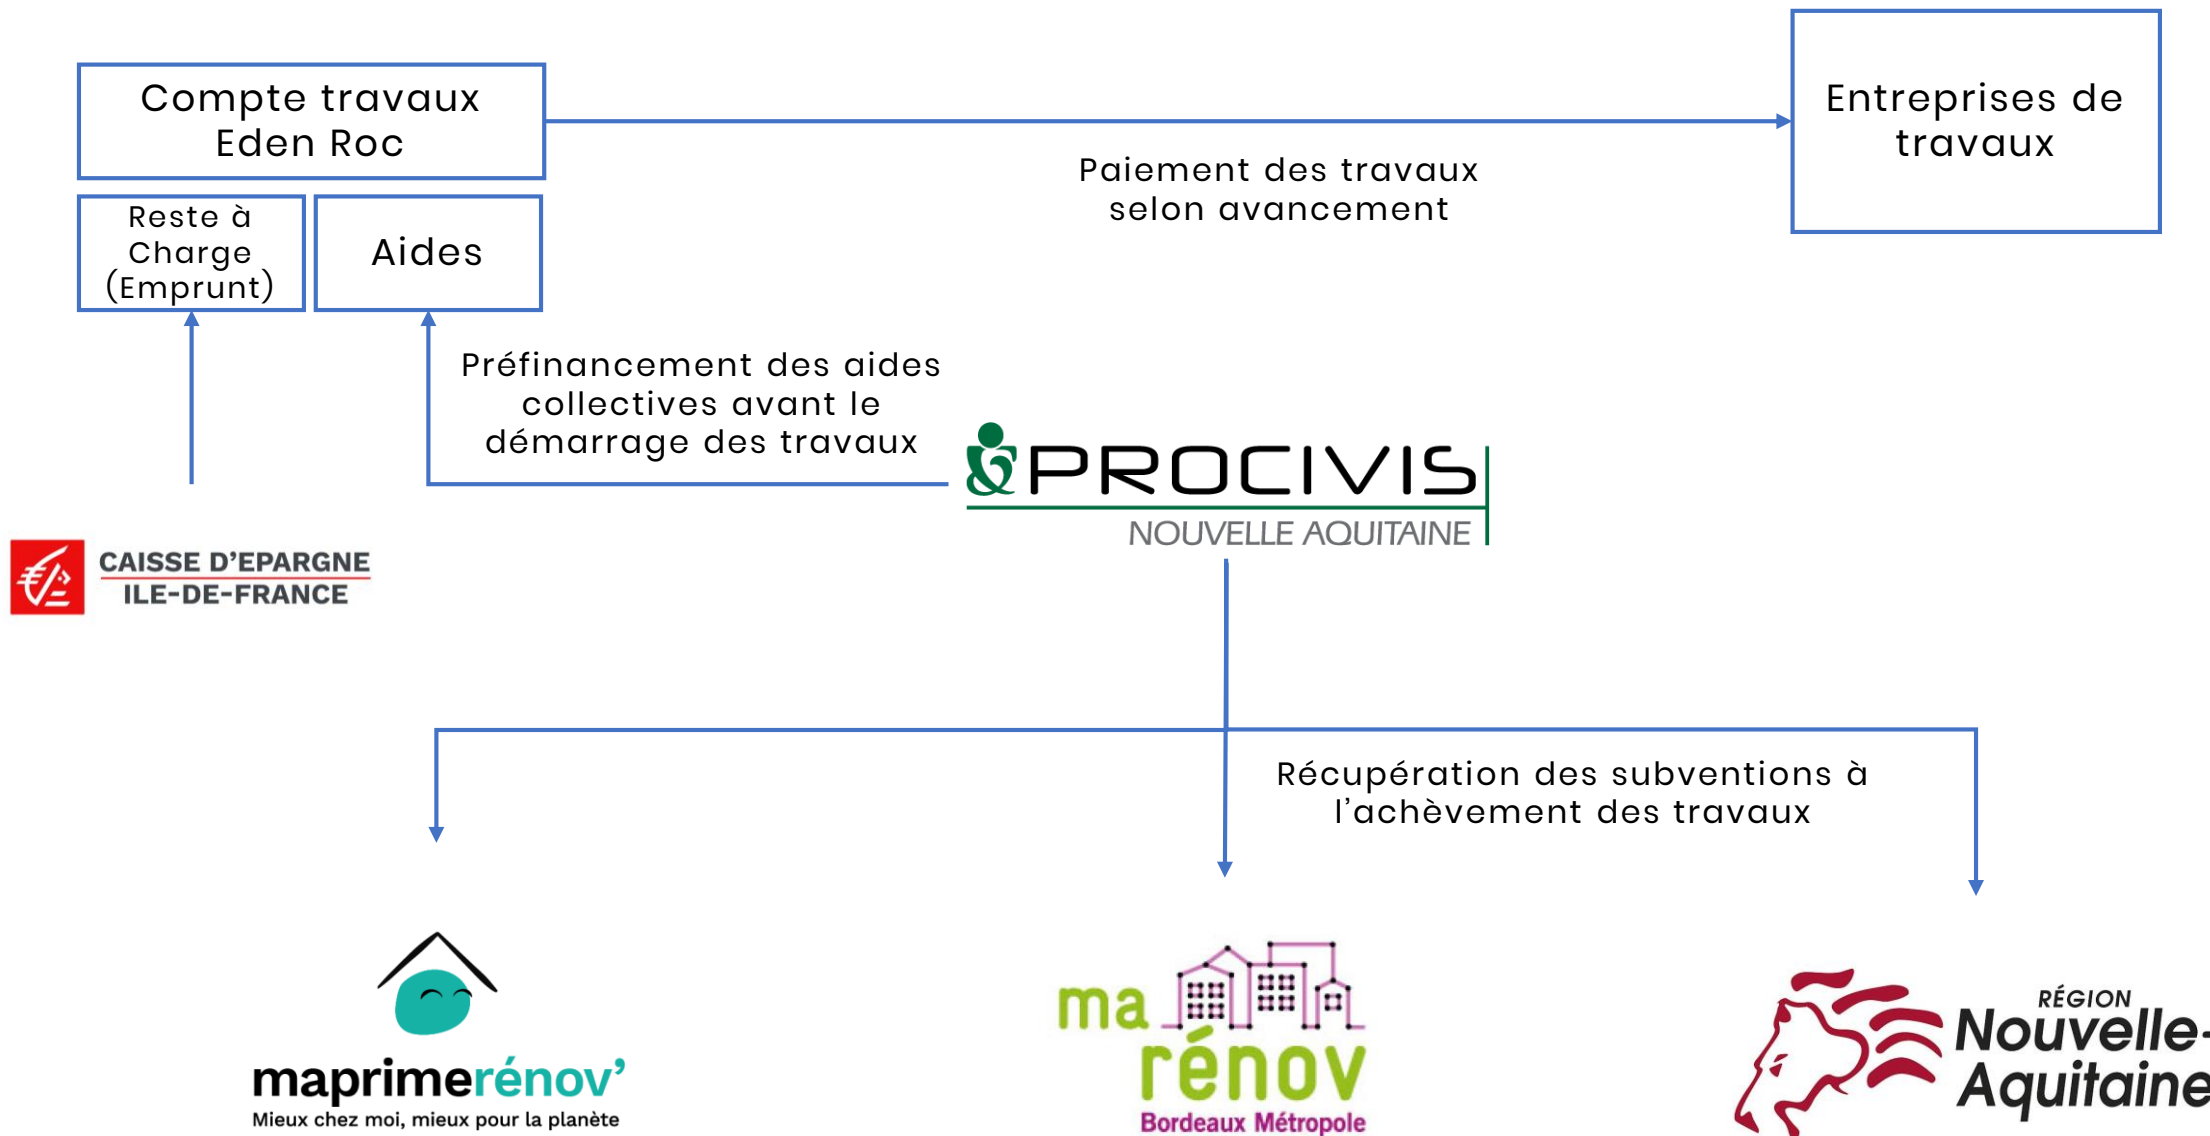 Compte travaux
Eden Roc
Entreprises de
travaux
Paiement des travaux
selon avancement
Reste à
Charge
(Emprunt)
Aides
Préfinancement des aides
collectives avant le
démarrage des travaux
PROCIVIS
NOUVELLE AQUITAINE
CAISSE D'EPARGNE
ILE-DE-FRANCE
Récupération des subventions à
l'achèvement des travaux
maprimerénov'
Mieux chez moi, mieux pour la planète
ma
rénov
Bordeaux Métropole
RÉGION
Nouvelle-
Aquitaine